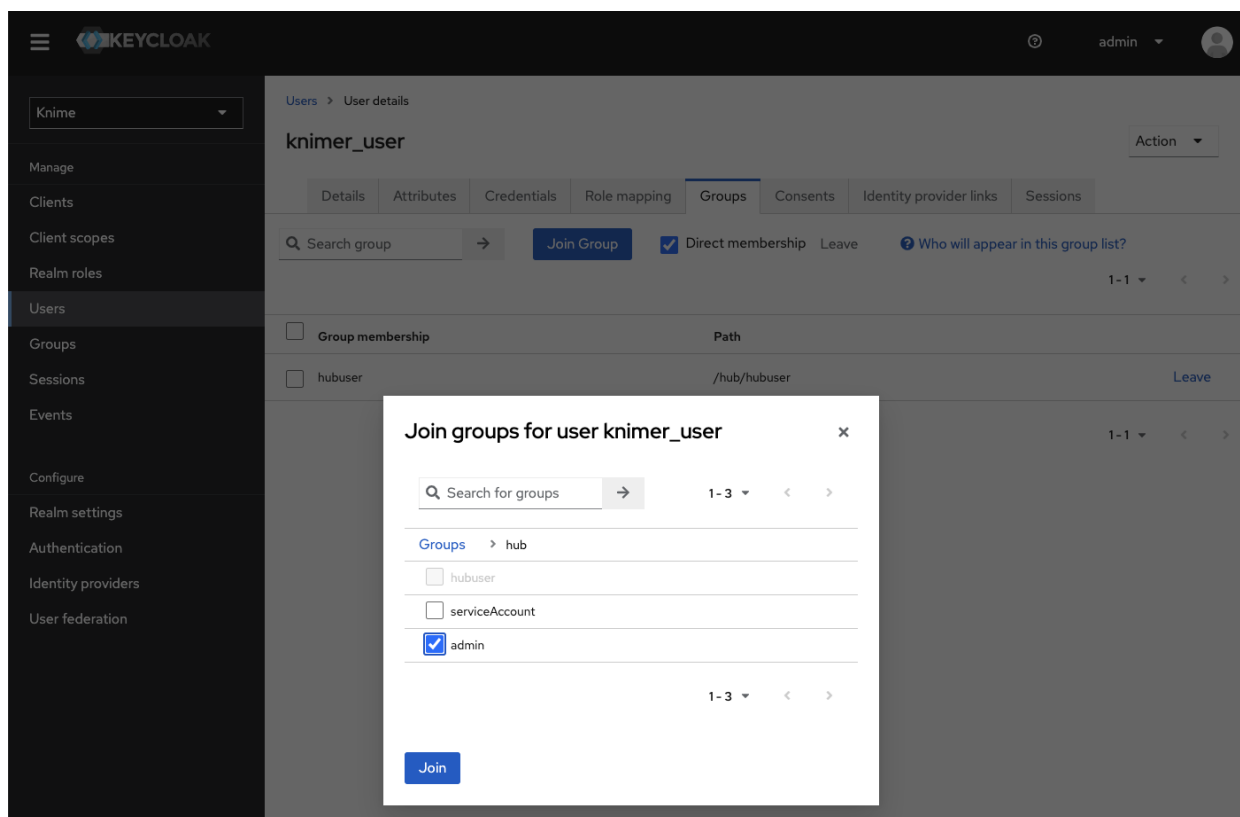 KEYCLOAK
admin
Knime
Users > User details
knimer_user
Action
Manage
Clients
Client scopes
Realm roles
Users
Groups
Sessions
Events
Configure
Realm settings
Authentication
Identity providers
User federation
Details Attributes Credentials Role mapping Groups Consents Identity provider links Sessions
Search group Join Group Direct membership Leave Who will appear in this group list?
1-1
Group membership Path
hubuser /hub/hubuser Leave
1-1
Join groups for user knimer_user
Search for groups 1-3
Groups > hub
hubuser
serviceAccount
admin
1-3
Join